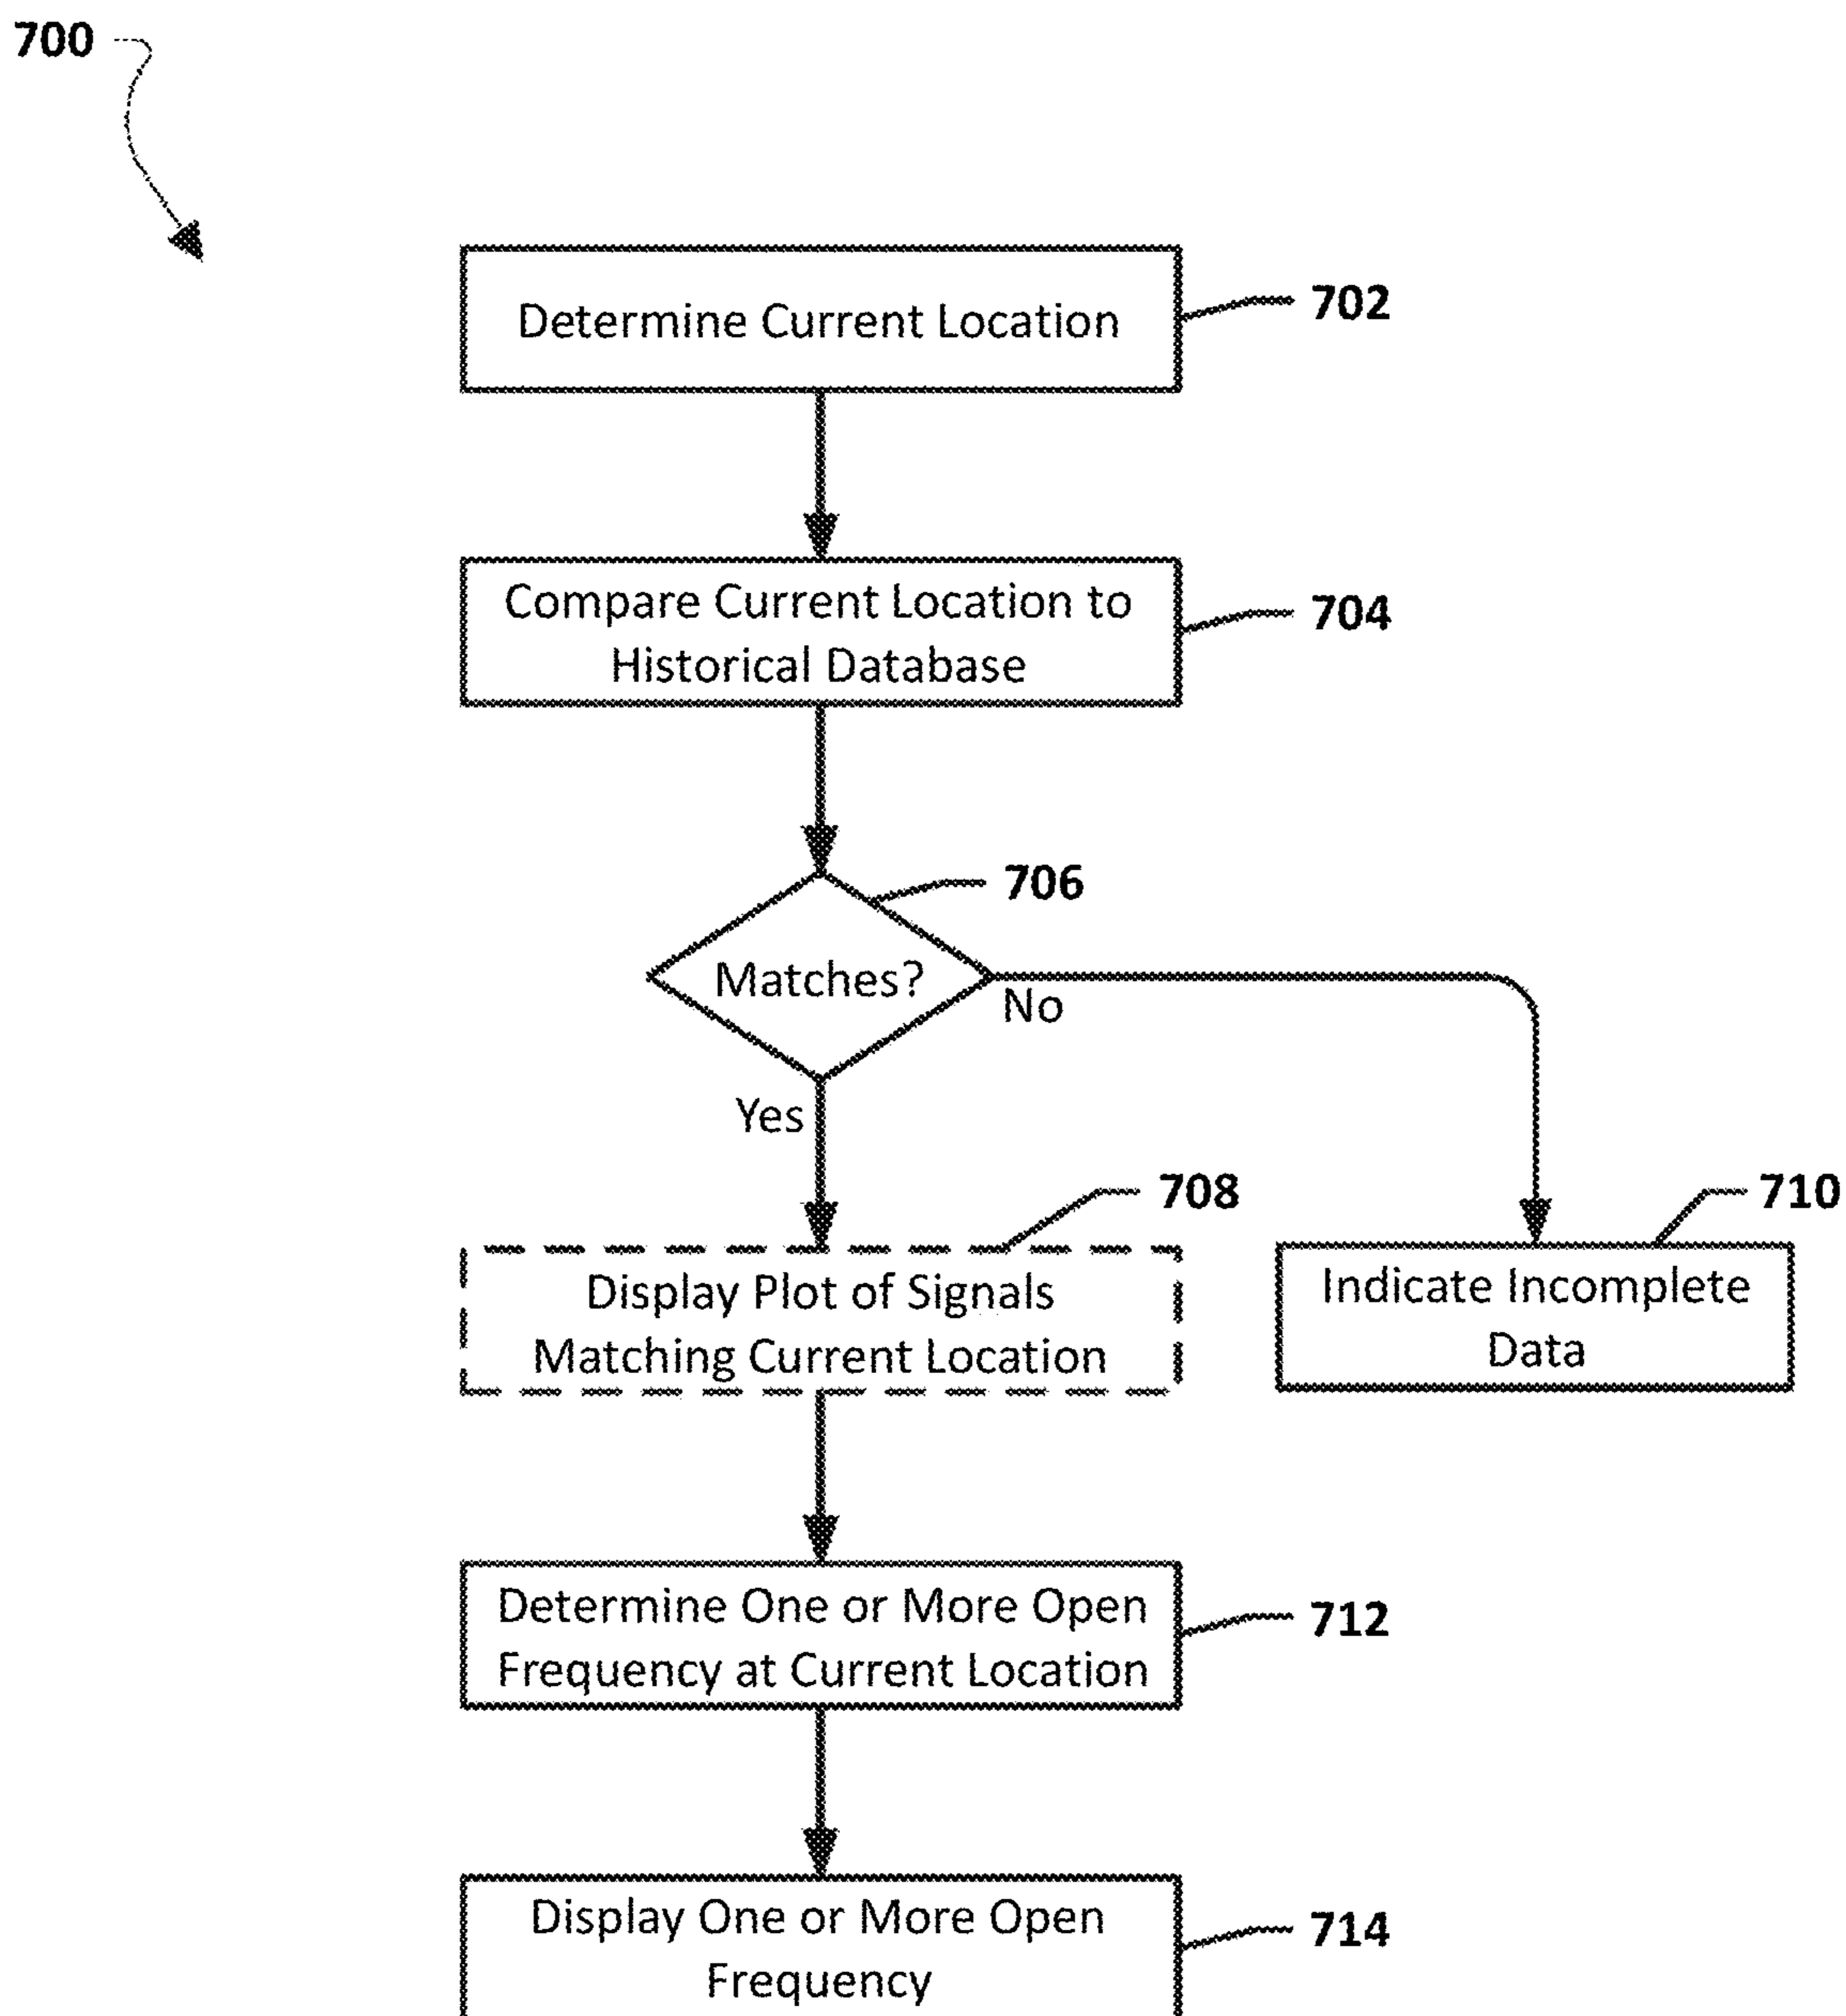 700
Determine Current Location
702
Compare Current Location to
Historical Database
704
706
Matches?
No
Yes
708
710
Display Plot of Signals
Matching Current Location
Indicate Incomplete
Data
Determine One or More Open
Frequency at Current Location
712
Display One or More Open
Frequency
714